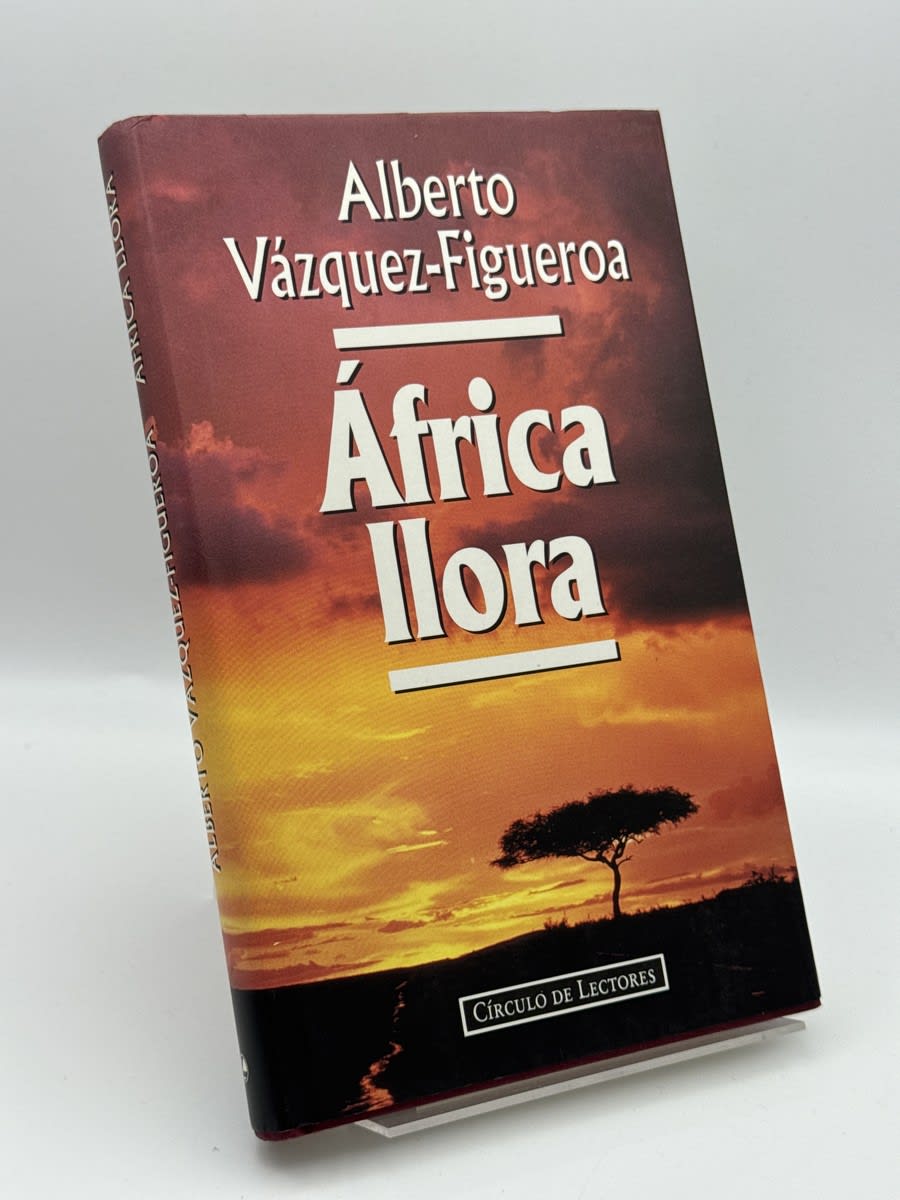 Alberto
Vázquez-Figueroa
África
llora
CÍRCULO DE LECTORES
ALBERTO VÁZQUEZ-FIGUEROA ÁFRICA LLORA